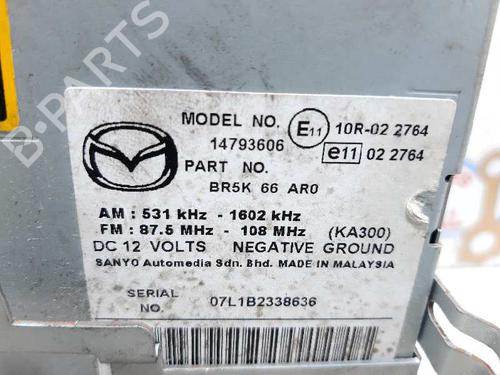 B-PARTS
MODEL NO.
14793606
E11 10R-02 2764
e11 02 2764
PART NO.
BR5K 66 AR0
AM : 531 kHz - 1602 kHz
FM : 87.5 MHz - 108 MHz (KA300)
DC 12 VOLTS NEGATIVE GROUND
SANYO Automedia Sdn. Bhd. MADE IN MALAYSIA
SERIAL NO. 07L1B2338636